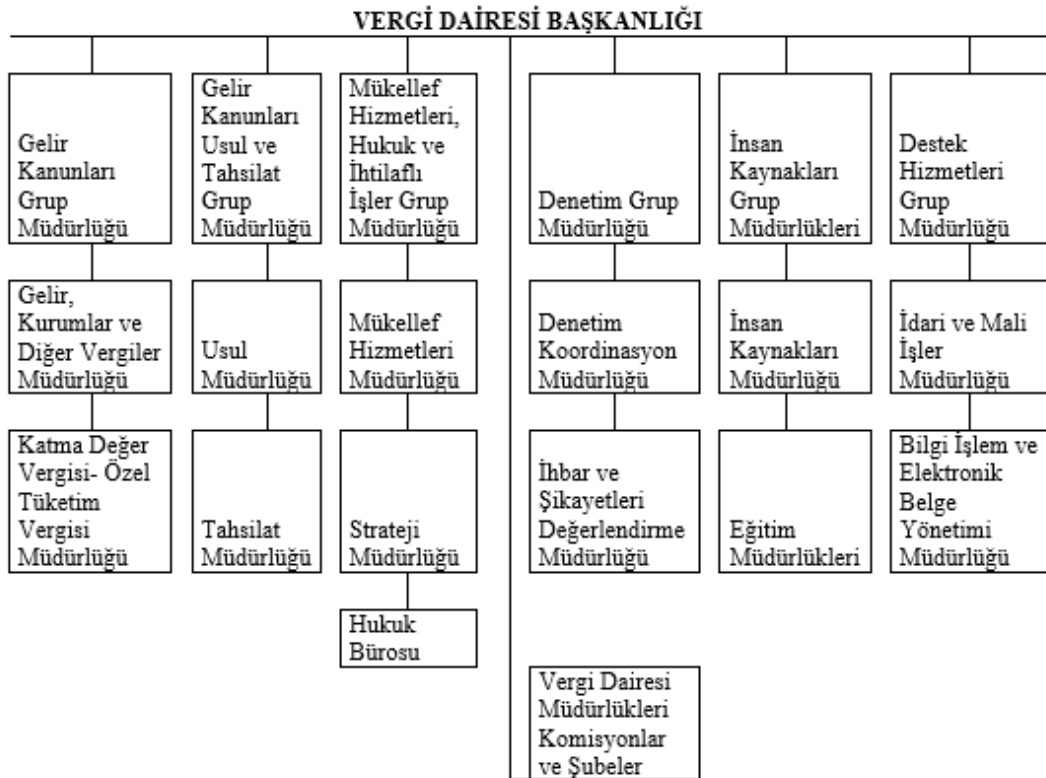 VERGİ DAİRESİ BAŞKANLIĞI
Gelir
Kanunları
Grup
Müdürlüğü
Gelir
Kanunları
Usul ve
Tahsilat
Grup
Müdürlüğü
Mükellef
Hizmetleri,
Hukuk ve
İhtilaflı
İşler Grup
Müdürlüğü
Denetim Grup
Müdürlüğü
İnsan
Kaynakları
Grup
Müdürlükleri
Destek
Hizmetleri
Grup
Müdürlüğü
Gelir,
Kurumlar ve
Diğer Vergiler
Müdürlüğü
Usul
Müdürlüğü
Mükellef
Hizmetleri
Müdürlüğü
Denetim
Koordinasyon
Müdürlüğü
İnsan
Kaynakları
Müdürlüğü
İdari ve Mali
İşler
Müdürlüğü
Katma Değer
Vergisi- Özel
Tüketim
Vergisi
Müdürlüğü
Tahsilat
Müdürlüğü
Strateji
Müdürlüğü
İhbar ve
Şikayetleri
Değerlendirme
Müdürlüğü
Eğitim
Müdürlükleri
Bilgi İşlem ve
Elektronik
Belge
Yönetimi
Müdürlüğü
Hukuk
Bürosu
Vergi Dairesi
Müdürlükleri
Komisyonlar
ve Şubeler